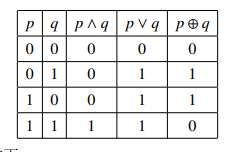 p q p ∧ q p ∨ q p ⊕ q
0 0 0 0 0
0 1 0 1 1
1 0 0 1 1
1 1 1 1 0